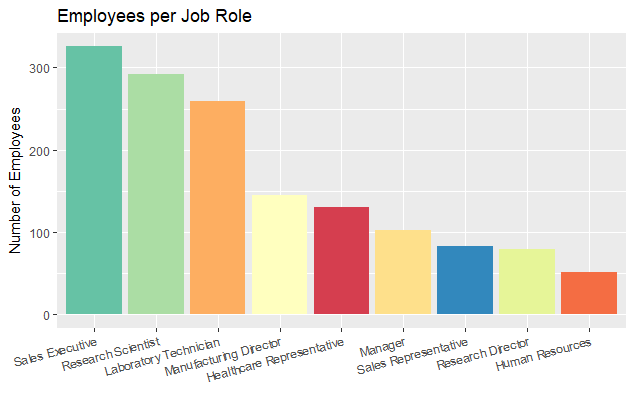 Employees per Job Role
Number of Employees
300
200
100
0
Sales Executive
Research Scientist
Laboratory Technician
Manufacturing Director
Healthcare Representative
Manager
Sales Representative
Research Director
Human Resources